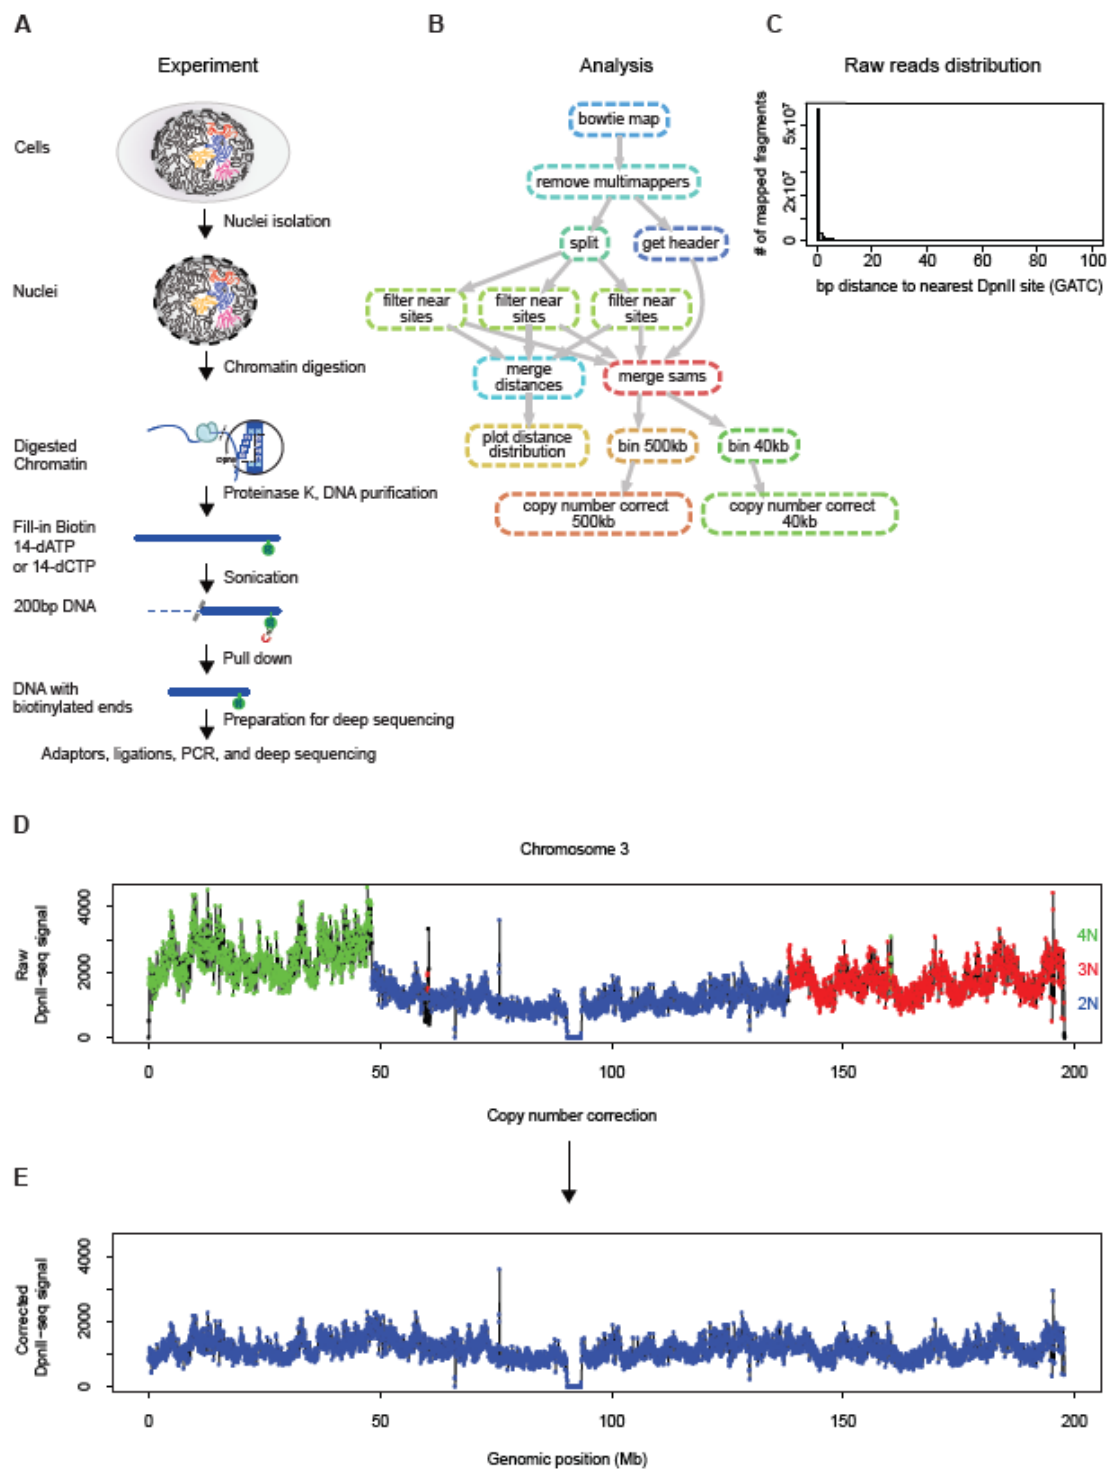 A
Experiment
Cells
Nuclei isolation
Nuclei
Chromatin digestion
Digested
Chromatin
Proteinase K, DNA purification
Fill-in Biotin
14-dATP
or 14-dCTP
Sonication
200bp DNA
Pull down
DNA with
biotinylated ends
Preparation for deep sequencing
Adaptors, ligations, PCR, and deep sequencing
B
Analysis
bowtie map
remove multimappers
split
get header
filter near
sites
filter near
sites
filter near
sites
merge
distances
merge sams
plot distance
distribution
bin 500kb
bin 40kb
copy number correct
500kb
copy number correct
40kb
C
Raw reads distribution
# of mapped fragments
5x10⁷
2x10⁷
0
0 20 40 60 80 100
bp distance to nearest DpnII site (GATC)
D
Chromosome 3
Raw
DpnII-seq signal
4000
2000
0
4N
3N
2N
0 50 100 150 200
Copy number correction
E
Corrected
DpnII-seq signal
4000
2000
0
0 50 100 150 200
Genomic position (Mb)